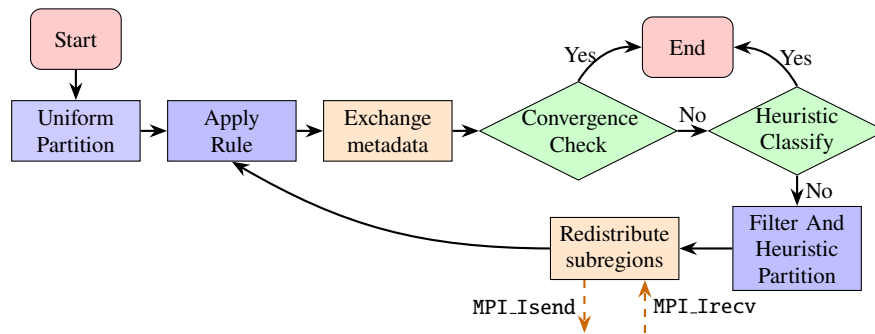 Start
End
Yes
Yes
Uniform
Partition
Apply
Rule
Exchange
metadata
Convergence
Check
No
Heuristic
Classify
No
Filter And
Heuristic
Partition
Redistribute
subregions
MPI_Isend
MPI_Irecv